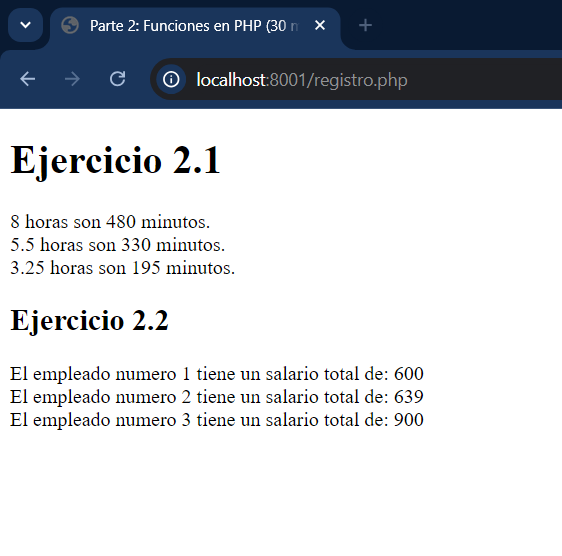 Parte 2: Funciones en PHP (30 m
localhost:8001/registro.php
Ejercicio 2.1
8 horas son 480 minutos.
5.5 horas son 330 minutos.
3.25 horas son 195 minutos.
Ejercicio 2.2
El empleado numero 1 tiene un salario total de: 600
El empleado numero 2 tiene un salario total de: 639
El empleado numero 3 tiene un salario total de: 900